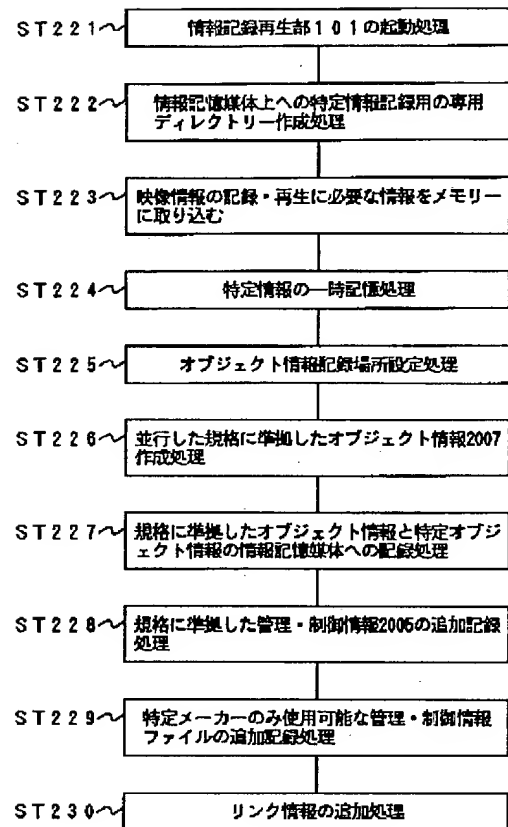 ST221 情報記録再生部101の起動処理
ST222 情報記憶媒体上への特定情報記録用の専用
ディレクトリー作成処理
ST223 映像情報の記録・再生に必要な情報をメモリー
に取り込む
ST224 特定情報の一時記憶処理
ST225 オブジェクト情報記録場所設定処理
ST226 並行した規格に準拠したオブジェクト情報2007
作成処理
ST227 規格に準拠したオブジェクト情報と特定オブジ
ェクト情報の情報記憶媒体への記録処理
ST228 規格に準拠した管理・制御情報2005の追加記録
処理
ST229 特定メーカーのみ使用可能な管理・制御情報
ファイルの追加記録処理
ST230 リンク情報の追加処理